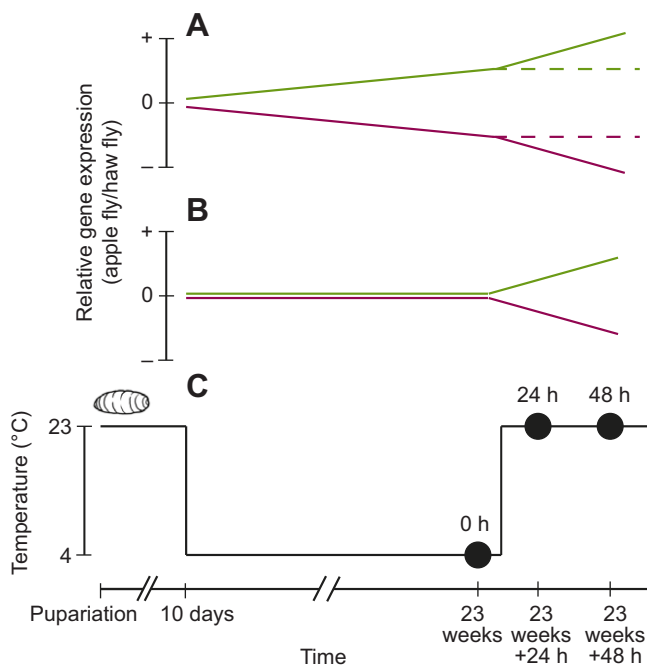 A
+
0
–
Relative gene expression
(apple fly/haw fly)
B
+
0
–
C
24 h
48 h
23
Temperature (°C)
0 h
4
Pupariation
10 days
23
weeks
23
weeks
+24 h
23
weeks
+48 h
Time